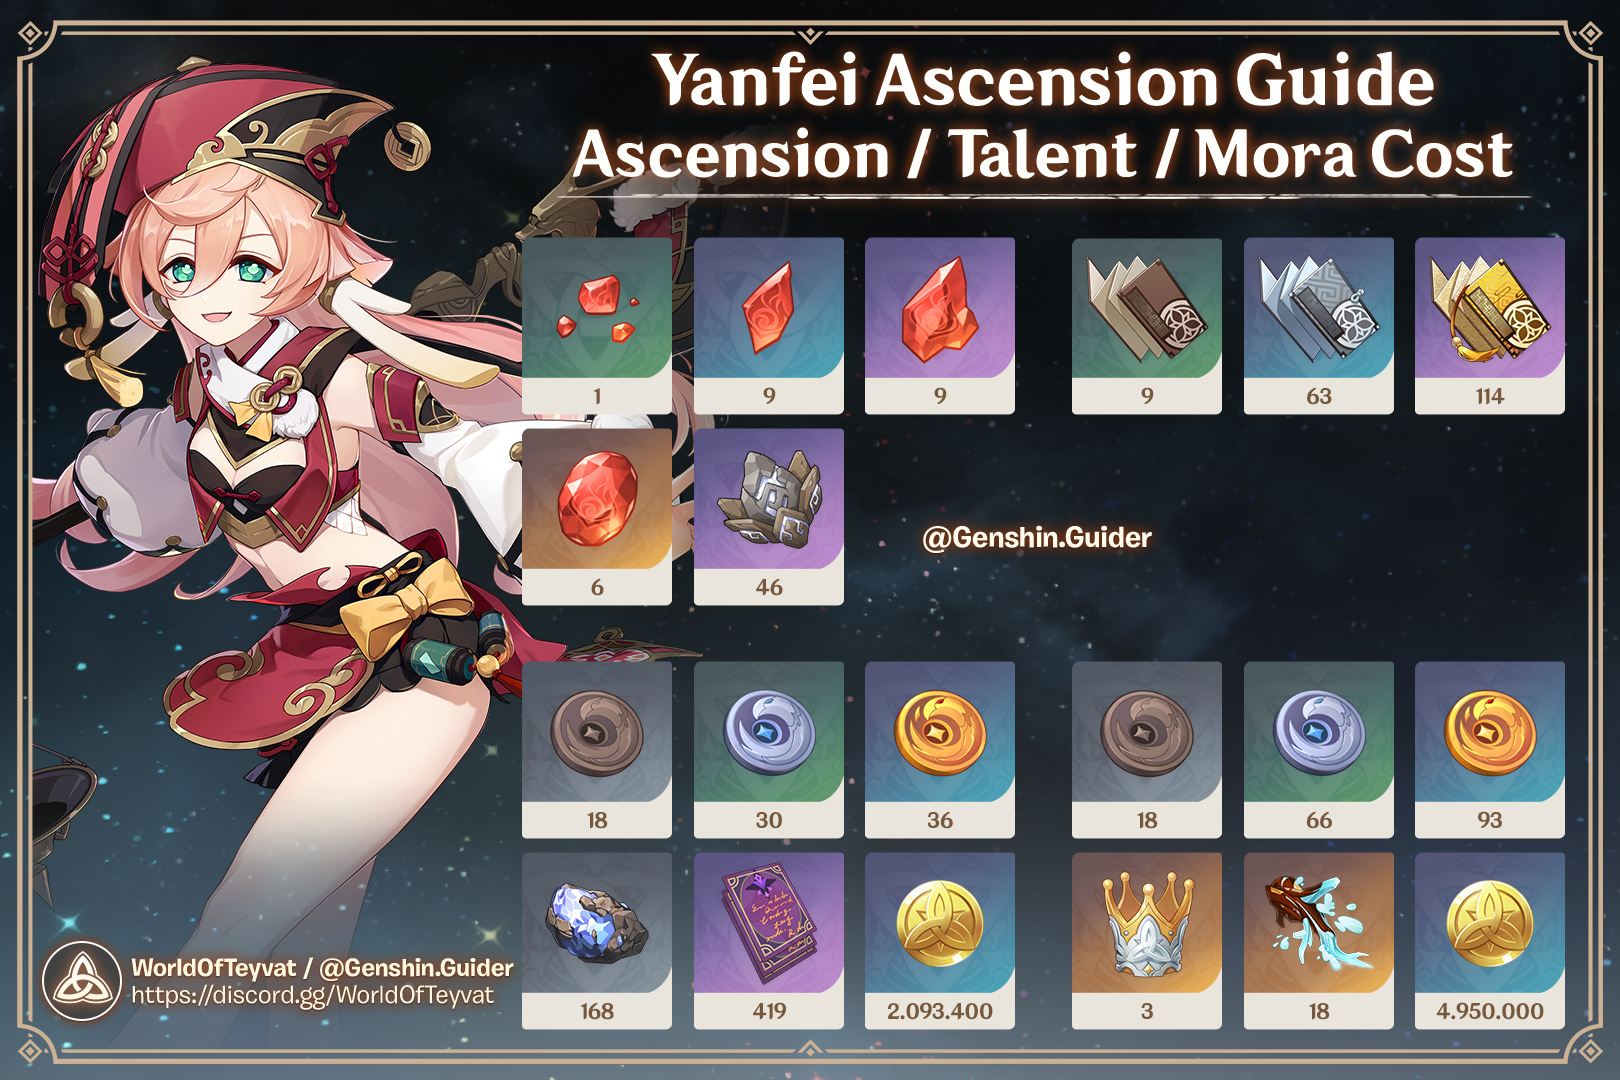 Yanfei Ascension Guide
Ascension / Talent / Mora Cost
1 9 9 9 63 114
6 46
@Genshin.Guider
18 30 36 18 66 93
168 419 2.093.400 3 18 4.950.000
WorldOfTeyvat / @Genshin.Guider
https://discord.gg/WorldOfTeyvat